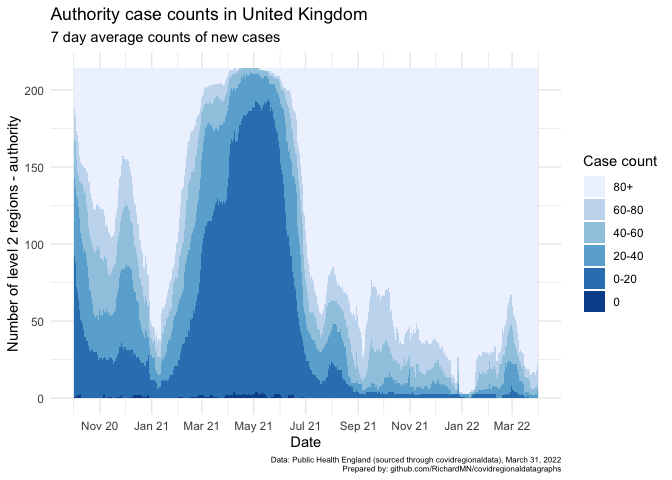 Authority case counts in United Kingdom
7 day average counts of new cases
Number of level 2 regions - authority
200
150
100
50
0
Nov 20 Jan 21 Mar 21 May 21 Jul 21 Sep 21 Nov 21 Jan 22 Mar 22
Date
Case count
80+
60-80
40-60
20-40
0-20
0
Data: Public Health England (sourced through covidregionaldata), March 31, 2022
Prepared by: github.com/RichardMN/covidregionaldatagraphs